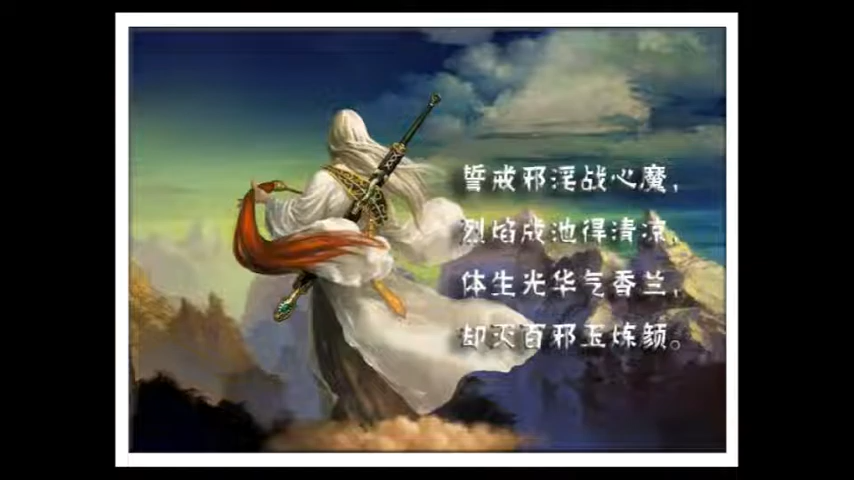 誓戒邪淫战心魔，
烈焰成池得清凉，
体生光华气香兰，
却灭百邪玉炼颜。